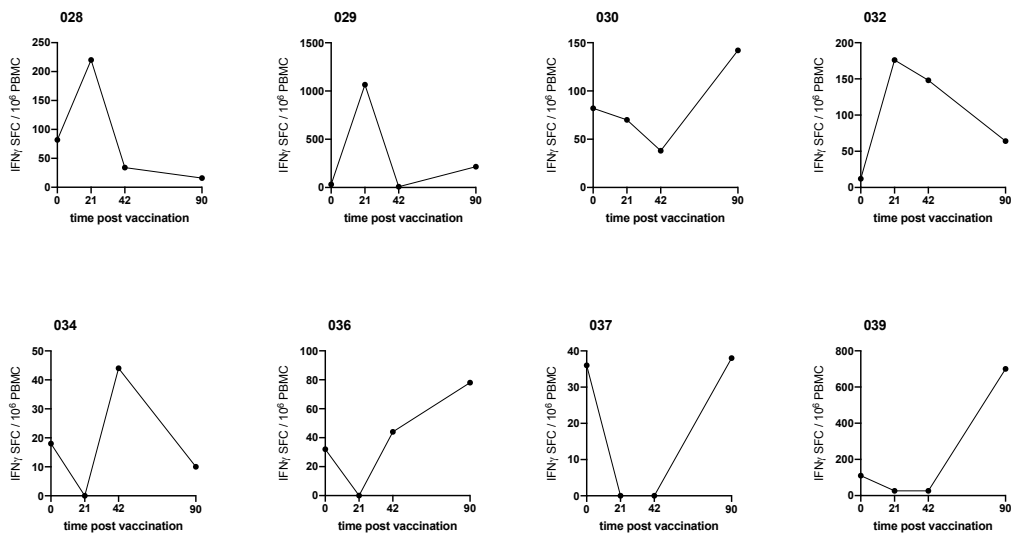 028
250
200
150
100
50
0
IFNγ SFC / 10⁶ PBMC
0 21 42 90
time post vaccination
029
1500
1000
500
0
IFNγ SFC / 10⁶ PBMC
0 21 42 90
time post vaccination
030
150
100
50
0
IFNγ SFC / 10⁶ PBMC
0 21 42 90
time post vaccination
032
200
150
100
50
0
IFNγ SFC / 10⁶ PBMC
0 21 42 90
time post vaccination
034
50
40
30
20
10
0
IFNγ SFC / 10⁶ PBMC
0 21 42 90
time post vaccination
036
100
80
60
40
20
0
IFNγ SFC / 10⁶ PBMC
0 21 42 90
time post vaccination
037
40
30
20
10
0
IFNγ SFC / 10⁶ PBMC
0 21 42 90
time post vaccination
039
800
600
400
200
0
IFNγ SFC / 10⁶ PBMC
0 21 42 90
time post vaccination